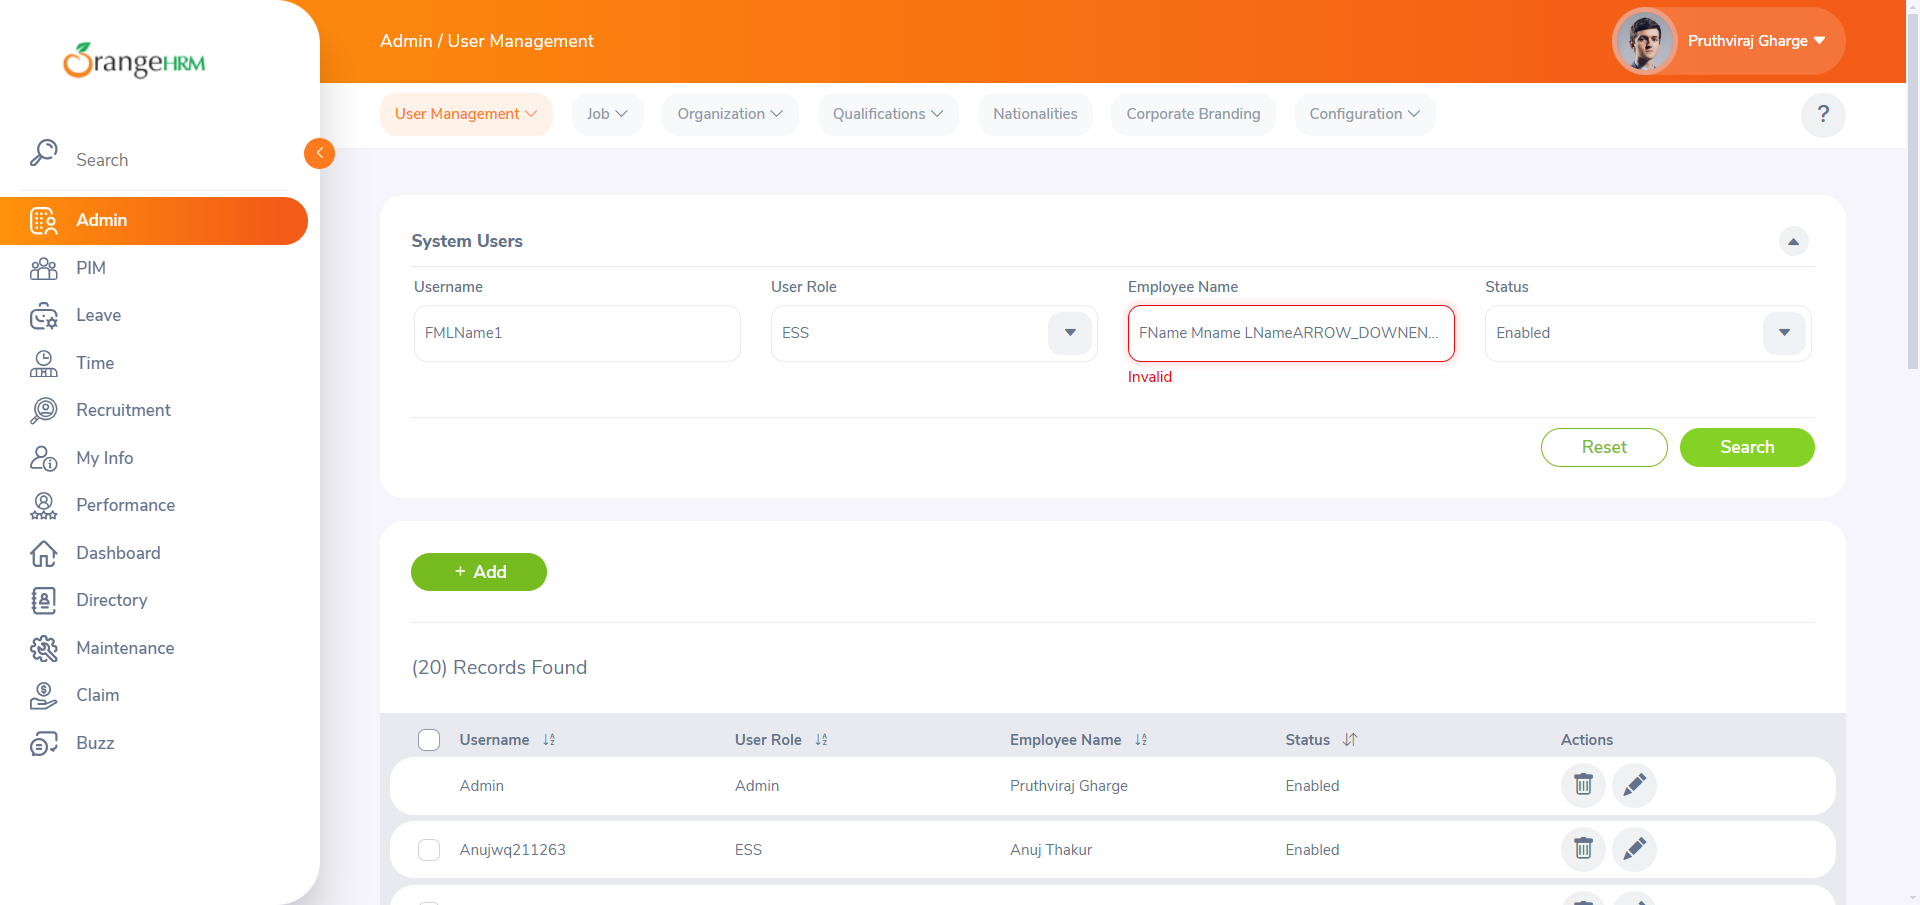 OrangeHRM
Admin / User Management
Pruthviraj Gharge
User Management
Job
Organization
Qualifications
Nationalities
Corporate Branding
Configuration
?
Search
Admin
PIM
Leave
Time
Recruitment
My Info
Performance
Dashboard
Directory
Maintenance
Claim
Buzz
System Users
Username
User Role
Employee Name
Status
FMLName1
ESS
FName Mname LNameARROW_DOWNEN...
Enabled
Invalid
Reset
Search
+ Add
(20) Records Found
Username
User Role
Employee Name
Status
Actions
Admin
Admin
Pruthviraj Gharge
Enabled
Anujwq211263
ESS
Anuj Thakur
Enabled